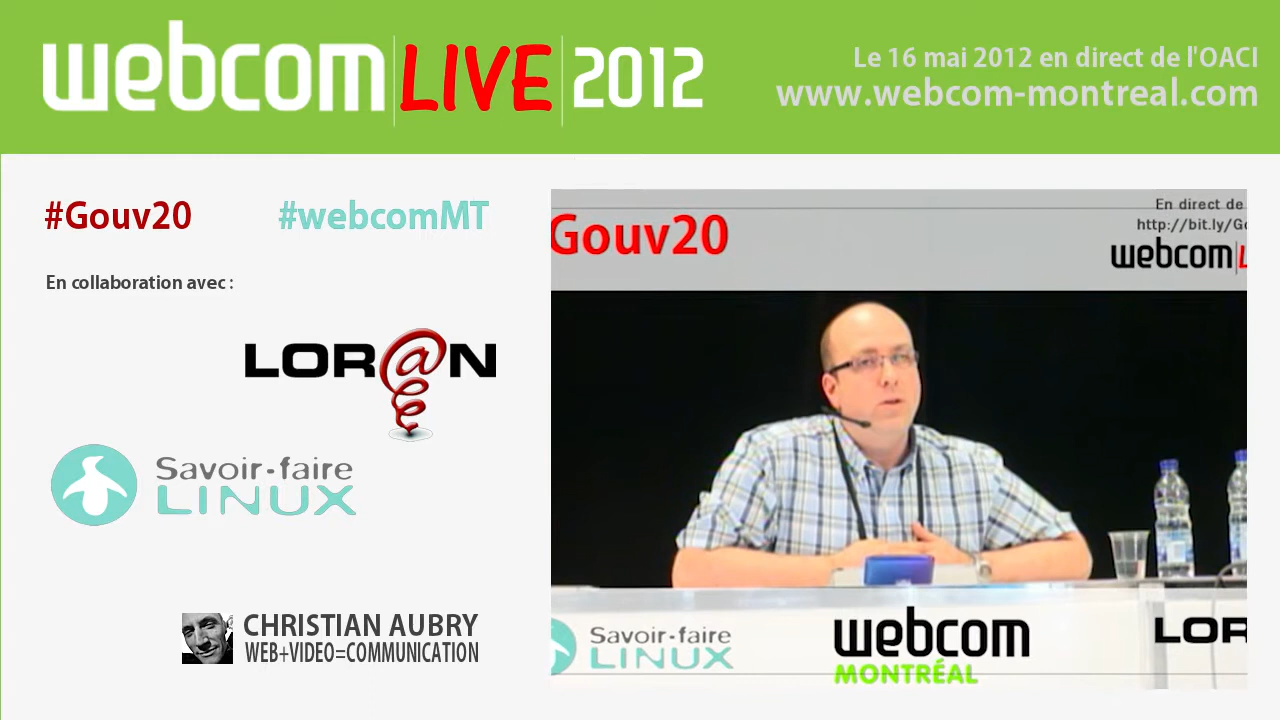 webcom LIVE 2012
Le 16 mai 2012 en direct de l'OACI
www.webcom-montreal.com
#Gouv20 #webcomMT
En collaboration avec :
LOR@N
Savoir-faire
LINUX
CHRISTIAN AUBRY
WEB+VIDEO=COMMUNICATION
En direct de
Gouv20
http://bit.ly/Go
webcom L
Savoir-faire
LINUX
webcom
MONTRÉAL
LOR